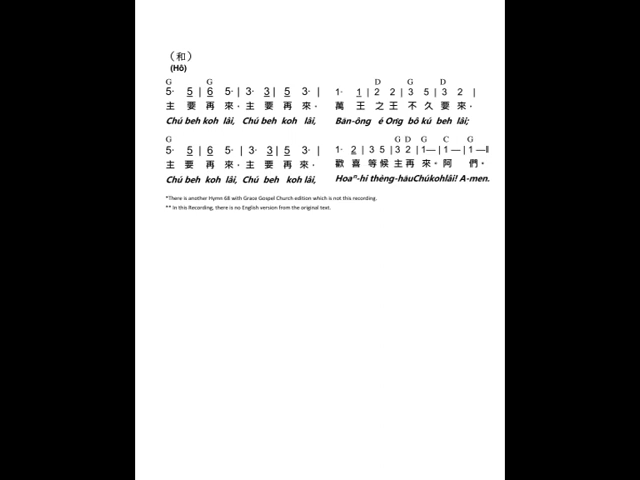 （和）
(Hô)
G G D G D
5· 5 | 6 5· | 3· 3 | 5 3· | 1· 1 | 2 2 | 3 5 | 3 2 |
主 要 再 來，主 要 再 來， 萬 王 之 王 不 久 要 來，
Chú beh koh lâi, Chú beh koh lâi, Bān-ông ê Ông bô kú beh lâi;
G G D G C G
5· 5 | 6 5· | 3· 3 | 5 3· | 1· 2 | 3 5 | 3 2 | 1— | 1 — | 1 —‖
主 要 再 來，主 要 再 來， 歡 喜 等 候 主 再 來。阿 們。
Chú beh koh lâi, Chú beh koh lâi, Hoaⁿ-hí thèng-hāuChúkohlâi! A-men.
*There is another Hymn 68 with Grace Gospel Church edition which is not this recording.
** In this Recording, there is no English version from the original text.